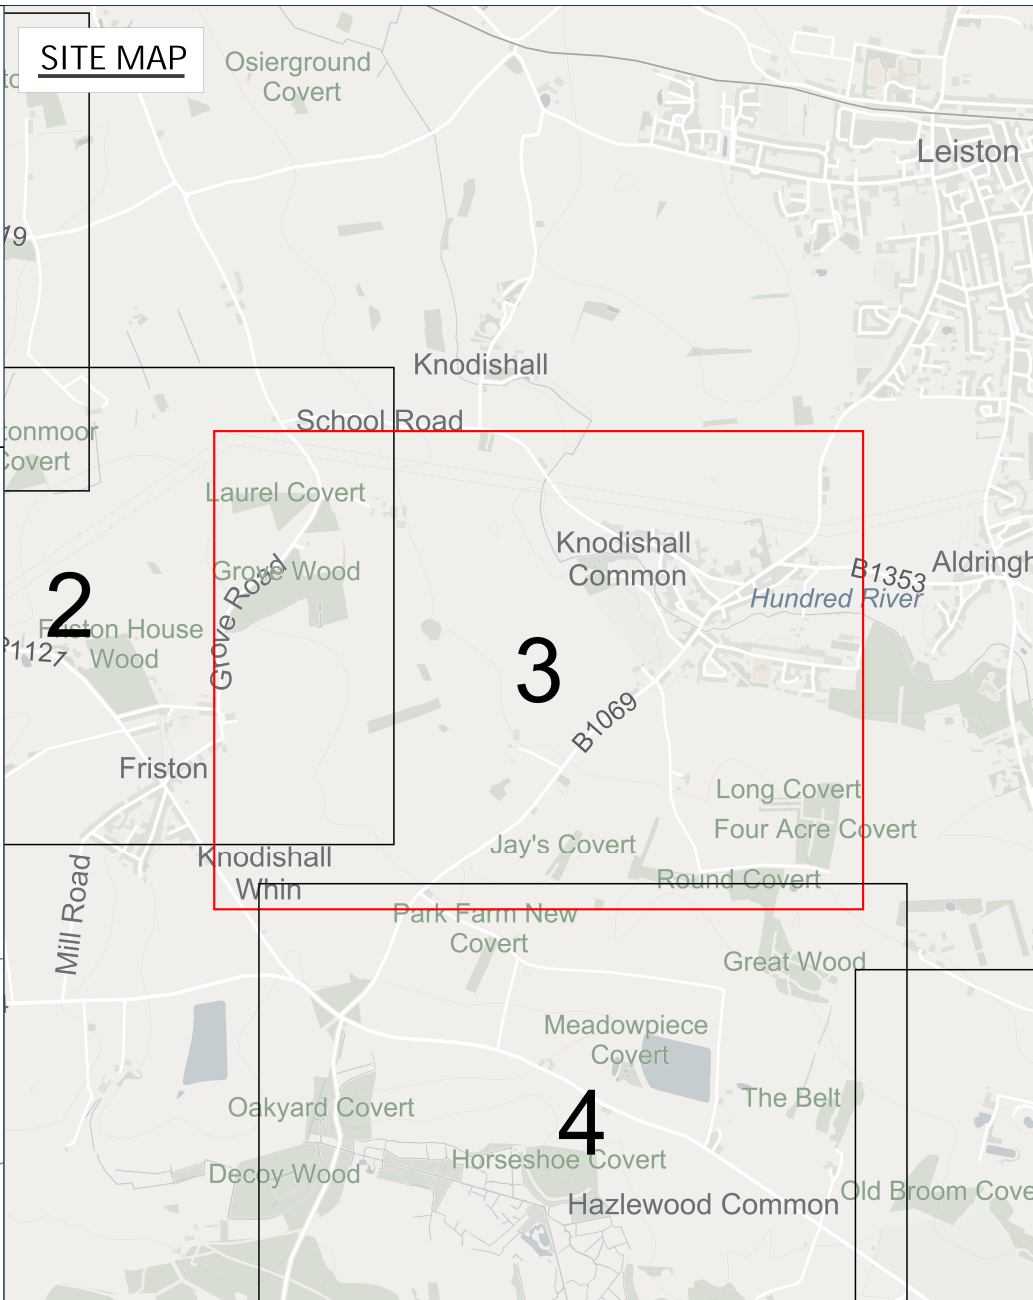 SITE MAP
Osierground
Covert
Leiston
Knodishall
School Road
Covert
Laurel Covert
Knodishall
Common
B1353
Hundred River
Grove Wood
Grove Road
2
Friston House
Wood
3
B1069
Friston
Long Covert
Four Acre Covert
Jay's Covert
Knodishall
Whin
Round Covert
Mill Road
Park Farm New
Covert
Great Wood
Meadowpiece
Covert
The Belt
4
Oakyard Covert
Horseshoe Covert
Decoy Wood
Hazlewood Common
Old Broom Cove